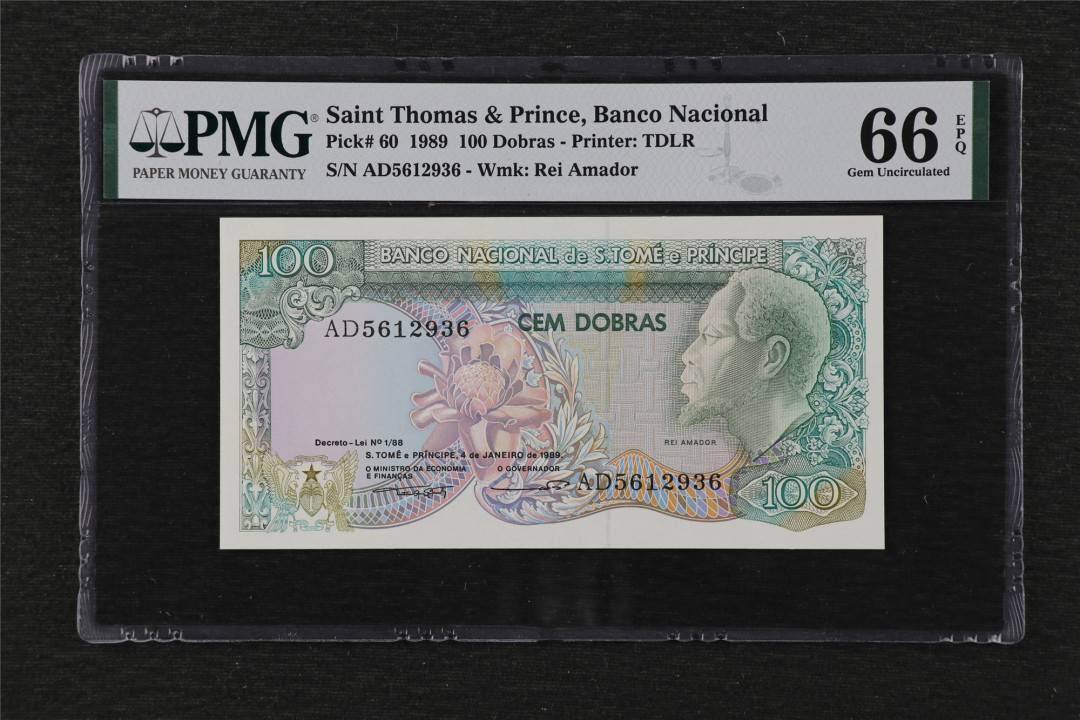 PMG®
PAPER MONEY GUARANTY
Saint Thomas & Prince, Banco Nacional
Pick# 60 1989 100 Dobras - Printer: TDLR
S/N AD5612936 - Wmk: Rei Amador
66
EPQ
Gem Uncirculated
100
BANCO NACIONAL de S.TOMÉ e PRÍNCIPE
AD5612936
CEM DOBRAS
Decreto-Lei Nº 1/88
S. TOMÉ e PRÍNCIPE, 4 de JANEIRO de 1989,
O MINISTRO DA ECONOMIA
E FINANÇAS
O GOVERNADOR
REI AMADOR
AD5612936
100